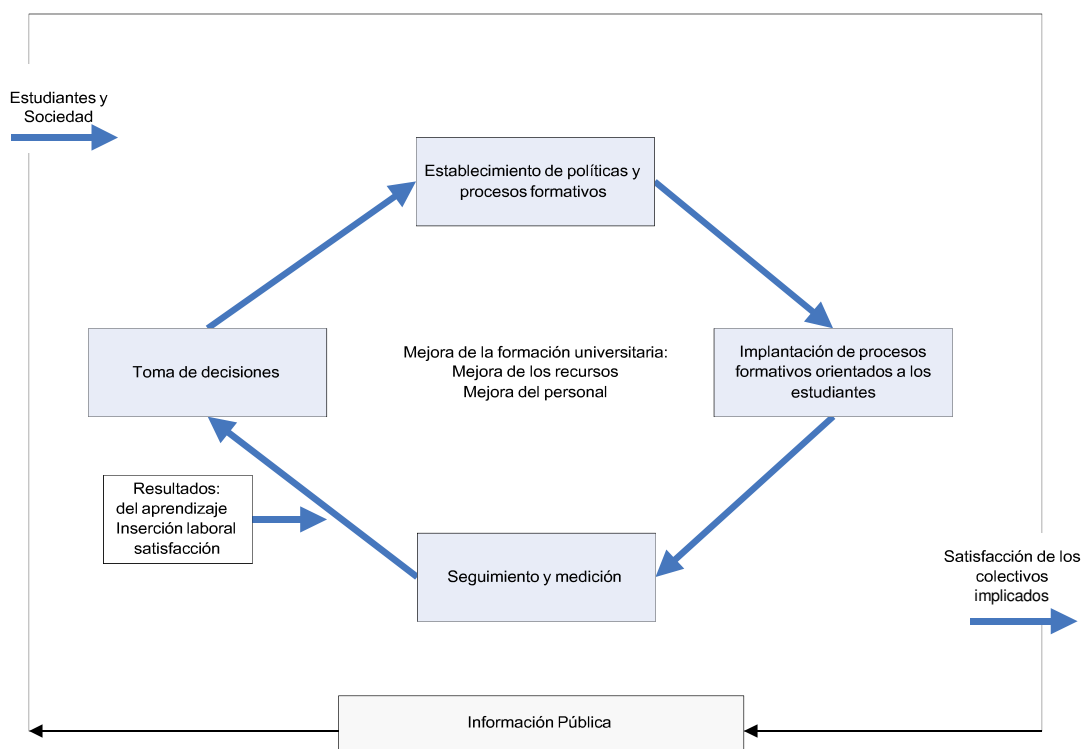 Estudiantes y
Sociedad
Establecimiento de políticas y
procesos formativos
Toma de decisiones
Mejora de la formación universitaria:
Mejora de los recursos
Mejora del personal
Implantación de procesos
formativos orientados a los
estudiantes
Resultados:
del aprendizaje
Inserción laboral
satisfacción
Seguimiento y medición
Satisfacción de los
colectivos
implicados
Información Pública